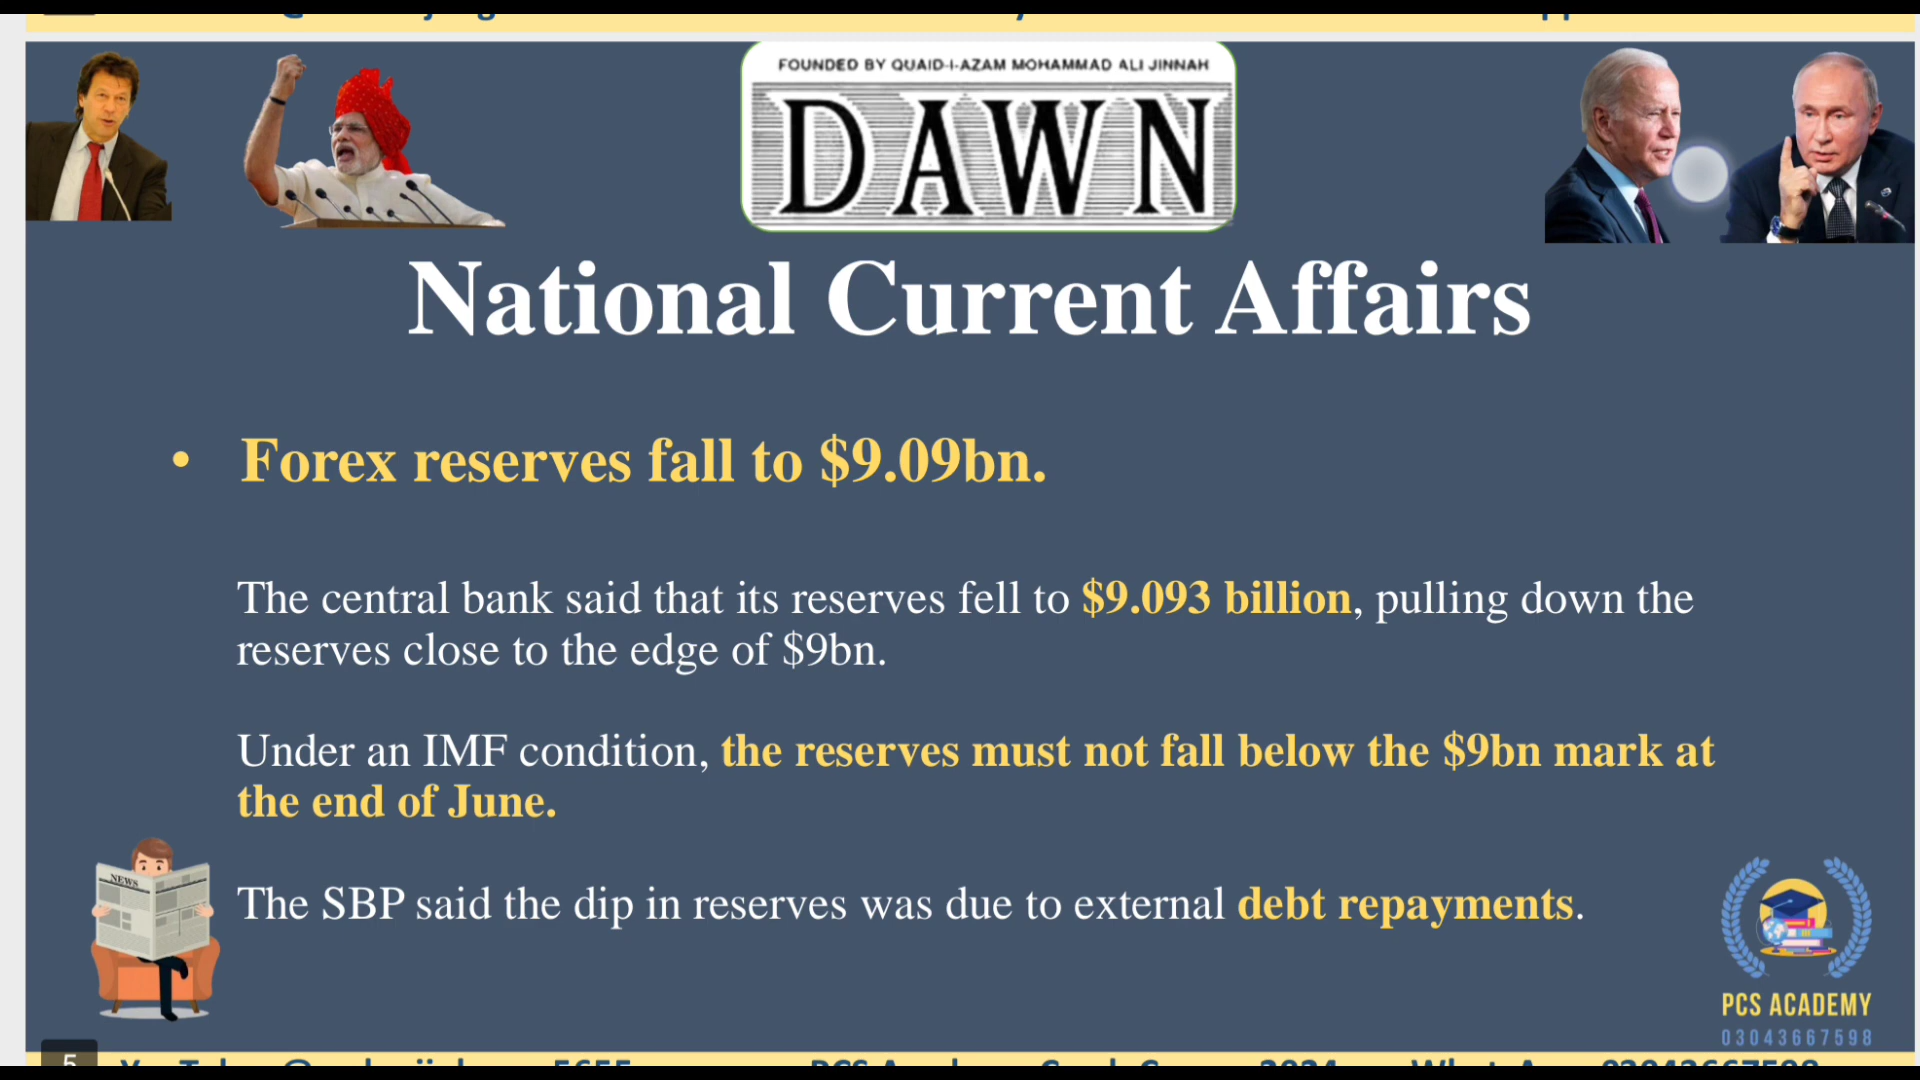 FOUNDED BY QUAID-I-AZAM MOHAMMAD ALI JINNAH
DAWN
National Current Affairs
• Forex reserves fall to $9.09bn.
The central bank said that its reserves fell to $9.093 billion, pulling down the
reserves close to the edge of $9bn.
Under an IMF condition, the reserves must not fall below the $9bn mark at
the end of June.
The SBP said the dip in reserves was due to external debt repayments.
NEWS
PCS ACADEMY
03043667598
5